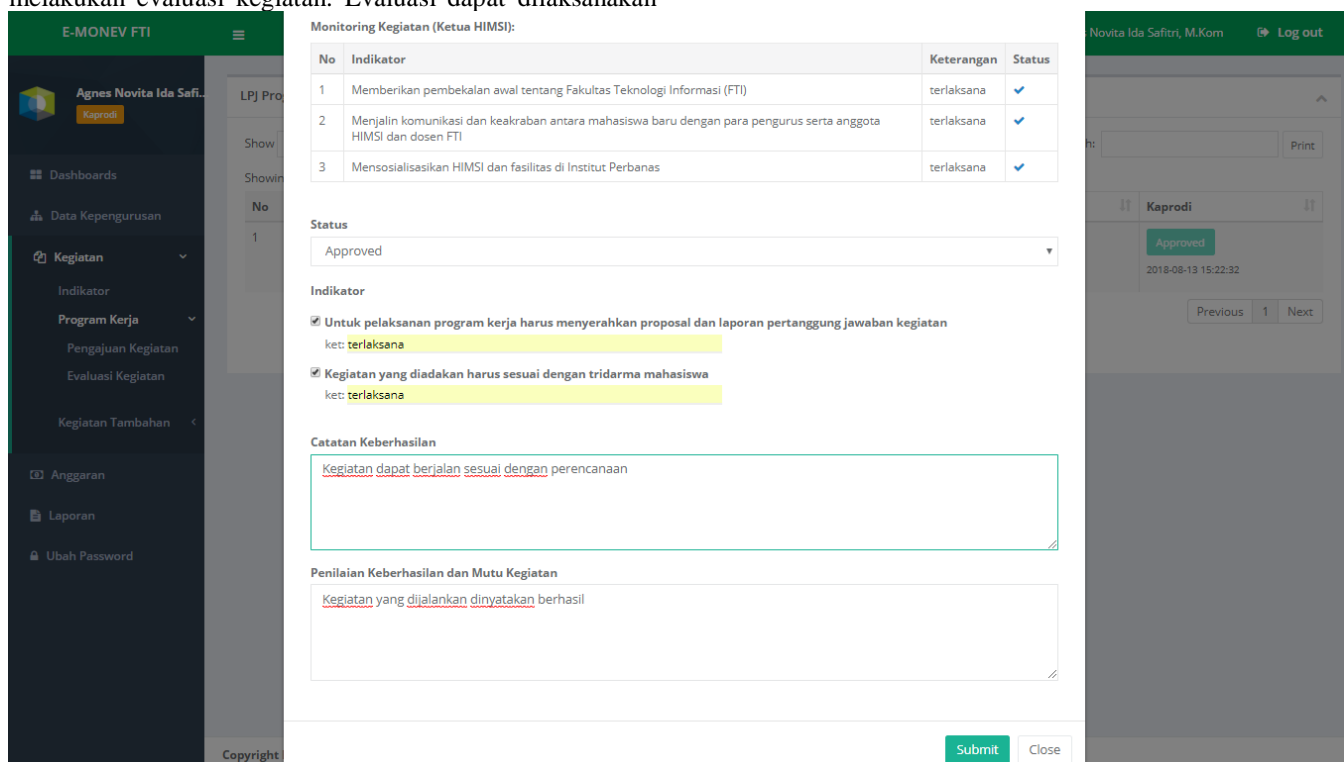 melakukan evaluasi kegiatan. Evaluasi dapat dilaksanakan
E-MONEV FTI
Novita Ida Safitri, M.Kom
Log out
Agnes Novita Ida Safi..
Kaprodi
Dashboards
Data Kepengurusan
Kegiatan
Indikator
Program Kerja
Pengajuan Kegiatan
Evaluasi Kegiatan
Kegiatan Tambahan
Anggaran
Laporan
Ubah Password
LPJ Pro
Show
Showin
No
1
Monitoring Kegiatan (Ketua HIMSI):
No Indikator Keterangan Status
1 Memberikan pembekalan awal tentang Fakultas Teknologi Informasi (FTI) terlaksana
2 Menjalin komunikasi dan keakraban antara mahasiswa baru dengan para pengurus serta anggota
HIMSI dan dosen FTI
terlaksana
3 Mensosialisasikan HIMSI dan fasilitas di Institut Perbanas terlaksana
Status
Approved
Indikator
Untuk pelaksanan program kerja harus menyerahkan proposal dan laporan pertanggung jawaban kegiatan
ket: terlaksana
Kegiatan yang diadakan harus sesuai dengan tridarma mahasiswa
ket: terlaksana
Catatan Keberhasilan
Kegiatan dapat berjalan sesuai dengan perencanaan
Penilaian Keberhasilan dan Mutu Kegiatan
Kegiatan yang dijalankan dinyatakan berhasil
Submit Close
h:
Print
Kaprodi
Approved
2018-08-13 15:22:32
Previous 1 Next
Copyright